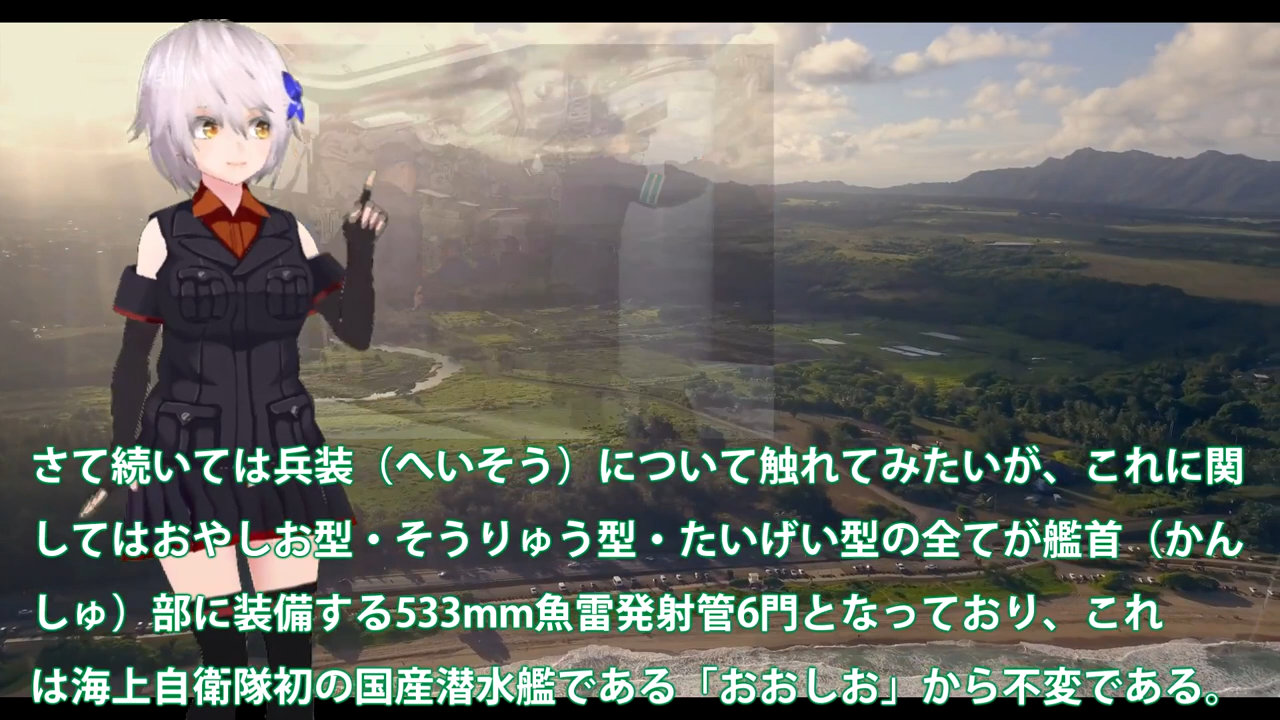 さて続いては兵装（へいそう）について触れてみたいが、これに関
してはおやしお型・そうりゅう型・たいげい型の全てが艦首（かん
しゅ）部に装備する533mm魚雷発射管6門となっており、これ
は海上自衛隊初の国産潜水艦である「おおしお」から不変である。